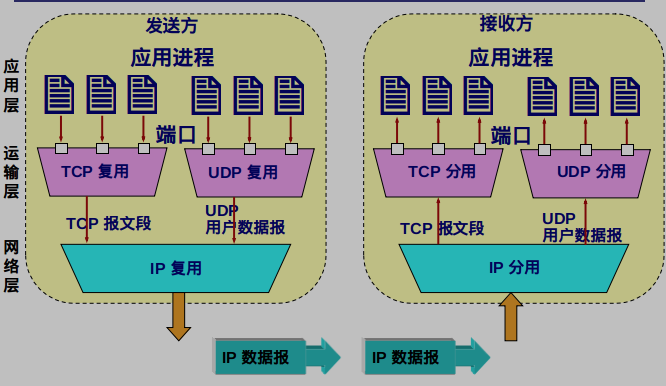 发送方
接收方
应用进程
应用进程
应用层
端口
端口
运输层
TCP 复用
UDP 复用
TCP 分用
UDP 分用
TCP 报文段
UDP
用户数据报
TCP 报文段
UDP
用户数据报
网络层
IP 复用
IP 分用
IP 数据报
IP 数据报